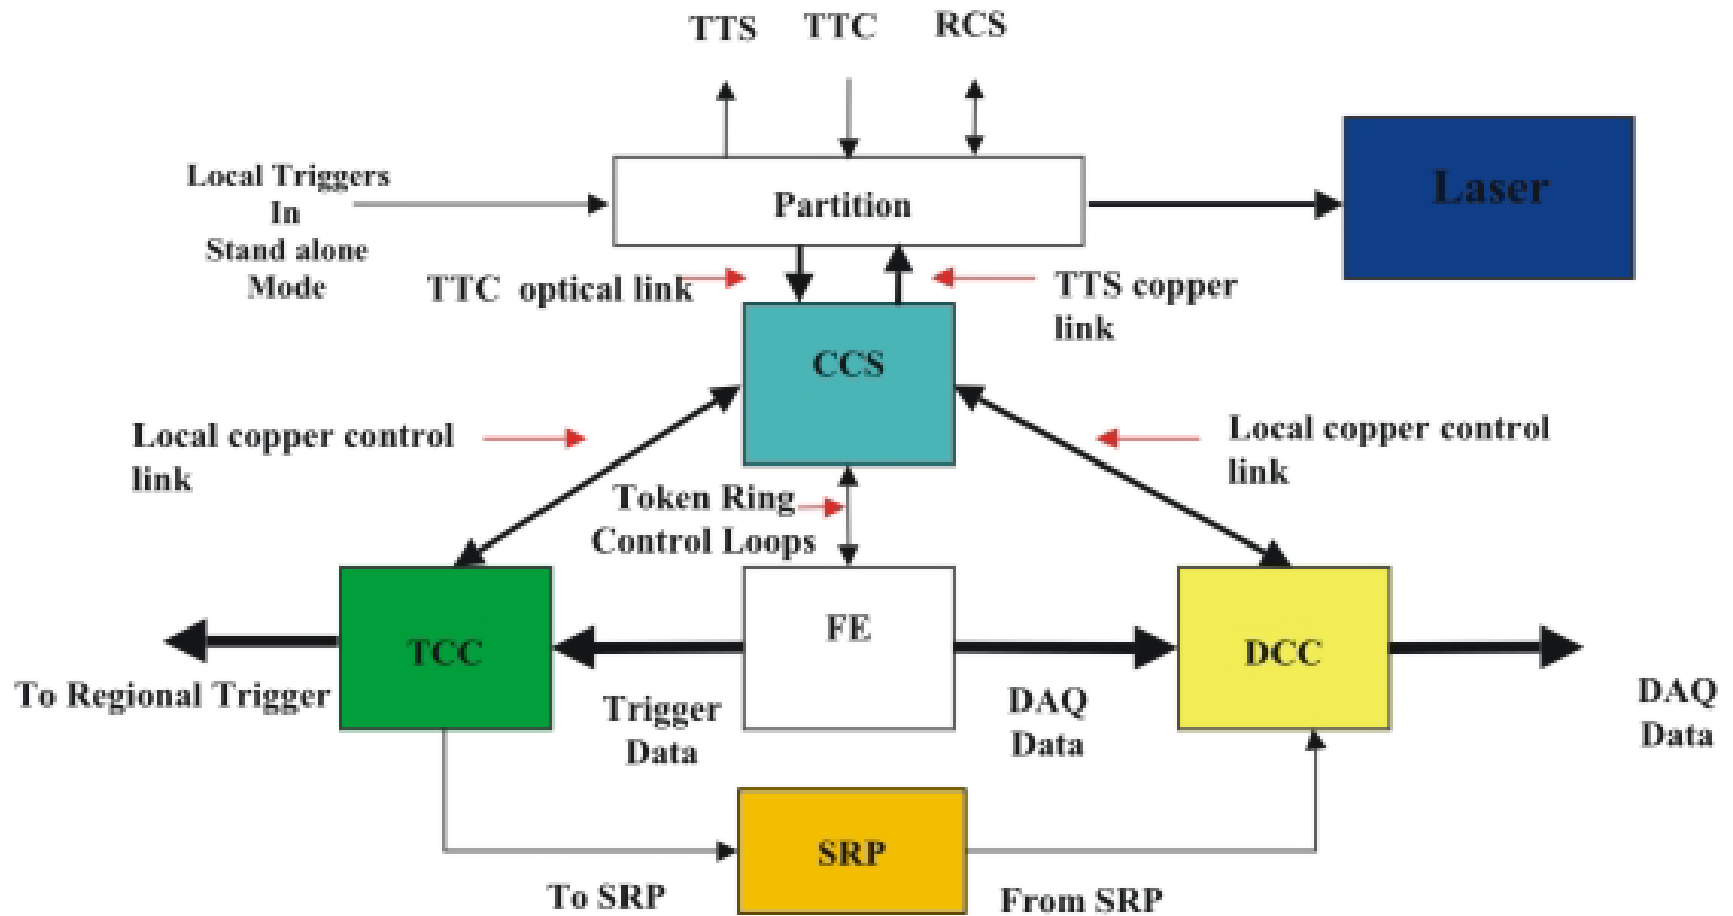 TTS TTC RCS
Local Triggers
In
Stand alone
Mode
Partition
Laser
TTC optical link
TTS copper
link
CCS
Local copper control
link
Local copper control
link
Token Ring
Control Loops
TCC
FE
DCC
To Regional Trigger
Trigger
Data
DAQ
Data
DAQ
Data
SRP
To SRP
From SRP